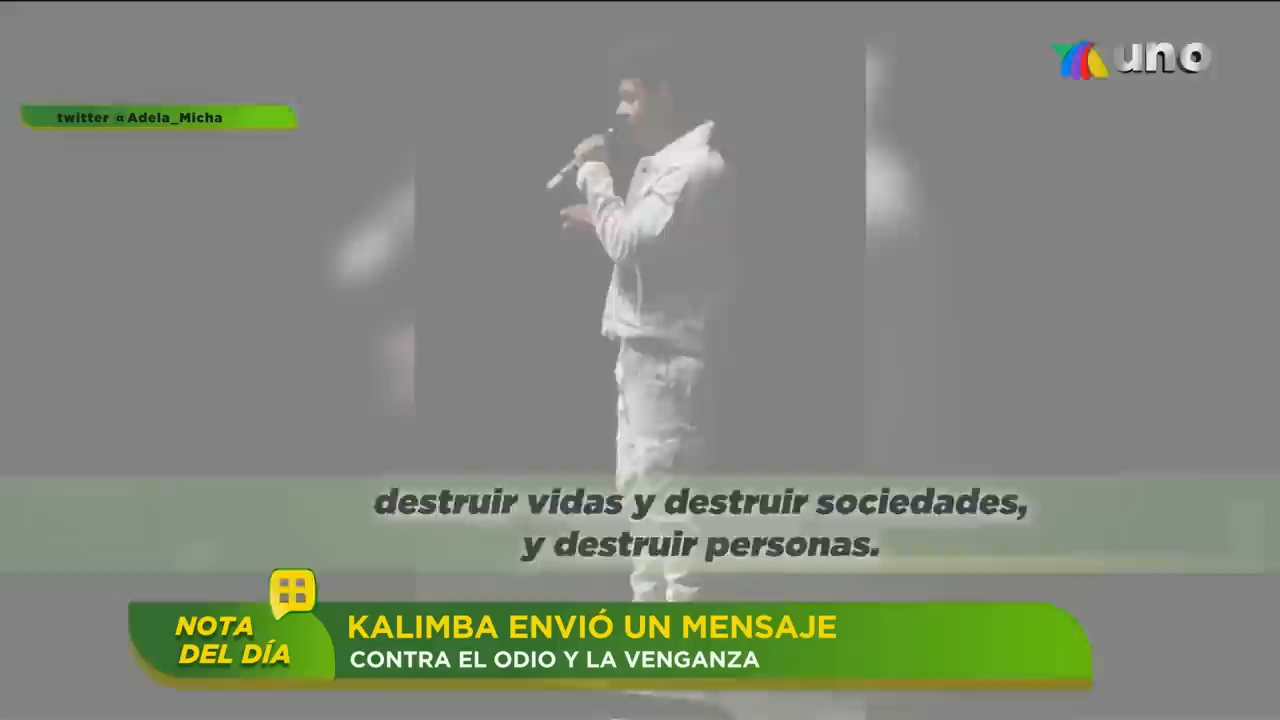 uno
twitter @Adela_Micha
destruir vidas y destruir sociedades,
y destruir personas.
NOTA
DEL DÍA
KALIMBA ENVIÓ UN MENSAJE
CONTRA EL ODIO Y LA VENGANZA